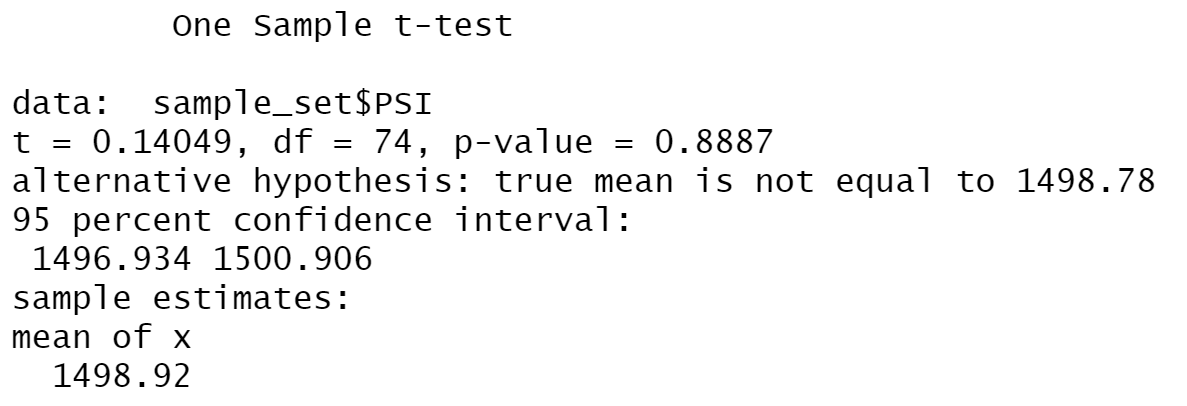 One Sample t-test
data:  sample_set$PSI
t = 0.14049, df = 74, p-value = 0.8887
alternative hypothesis: true mean is not equal to 1498.78
95 percent confidence interval:
1496.934 1500.906
sample estimates:
mean of x
1498.92